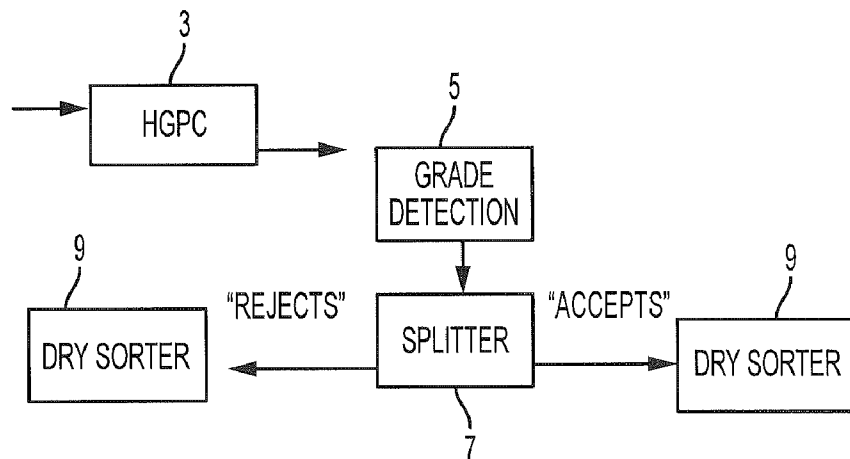 3
HGPC
5
GRADE
DETECTION
9
"REJECTS"
"ACCEPTS"
9
DRY SORTER
SPLITTER
DRY SORTER
7